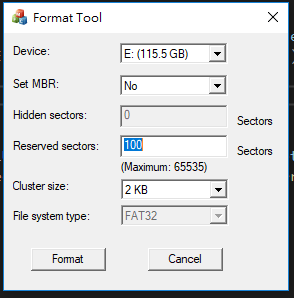 Format Tool
Device: E: (115.5 GB)
Set MBR: No
Hidden sectors: 0 Sectors
Reserved sectors: 100 Sectors
(Maximum: 65535)
Cluster size: 2 KB
File system type: FAT32
Format Cancel